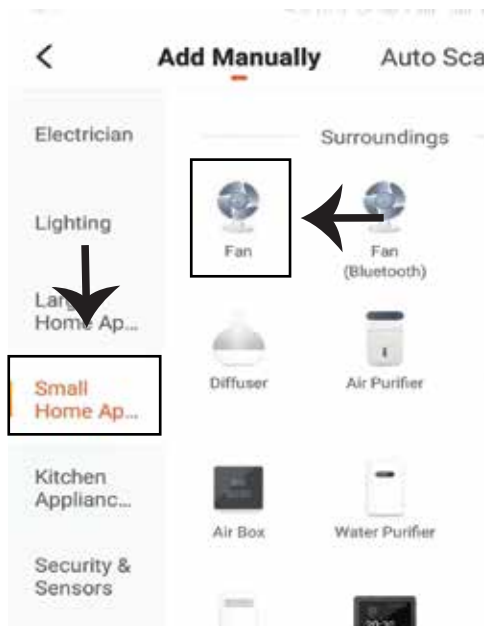 Add Manually Auto Sca
Electrician
Lighting
Home Ap...
Small
Home Ap...
Kitchen
Applianc...
Security &
Sensors
Surroundings
Fan
Fan
(Bluetooth)
Diffuser
Air Purifier
Air Box
Water Purifier